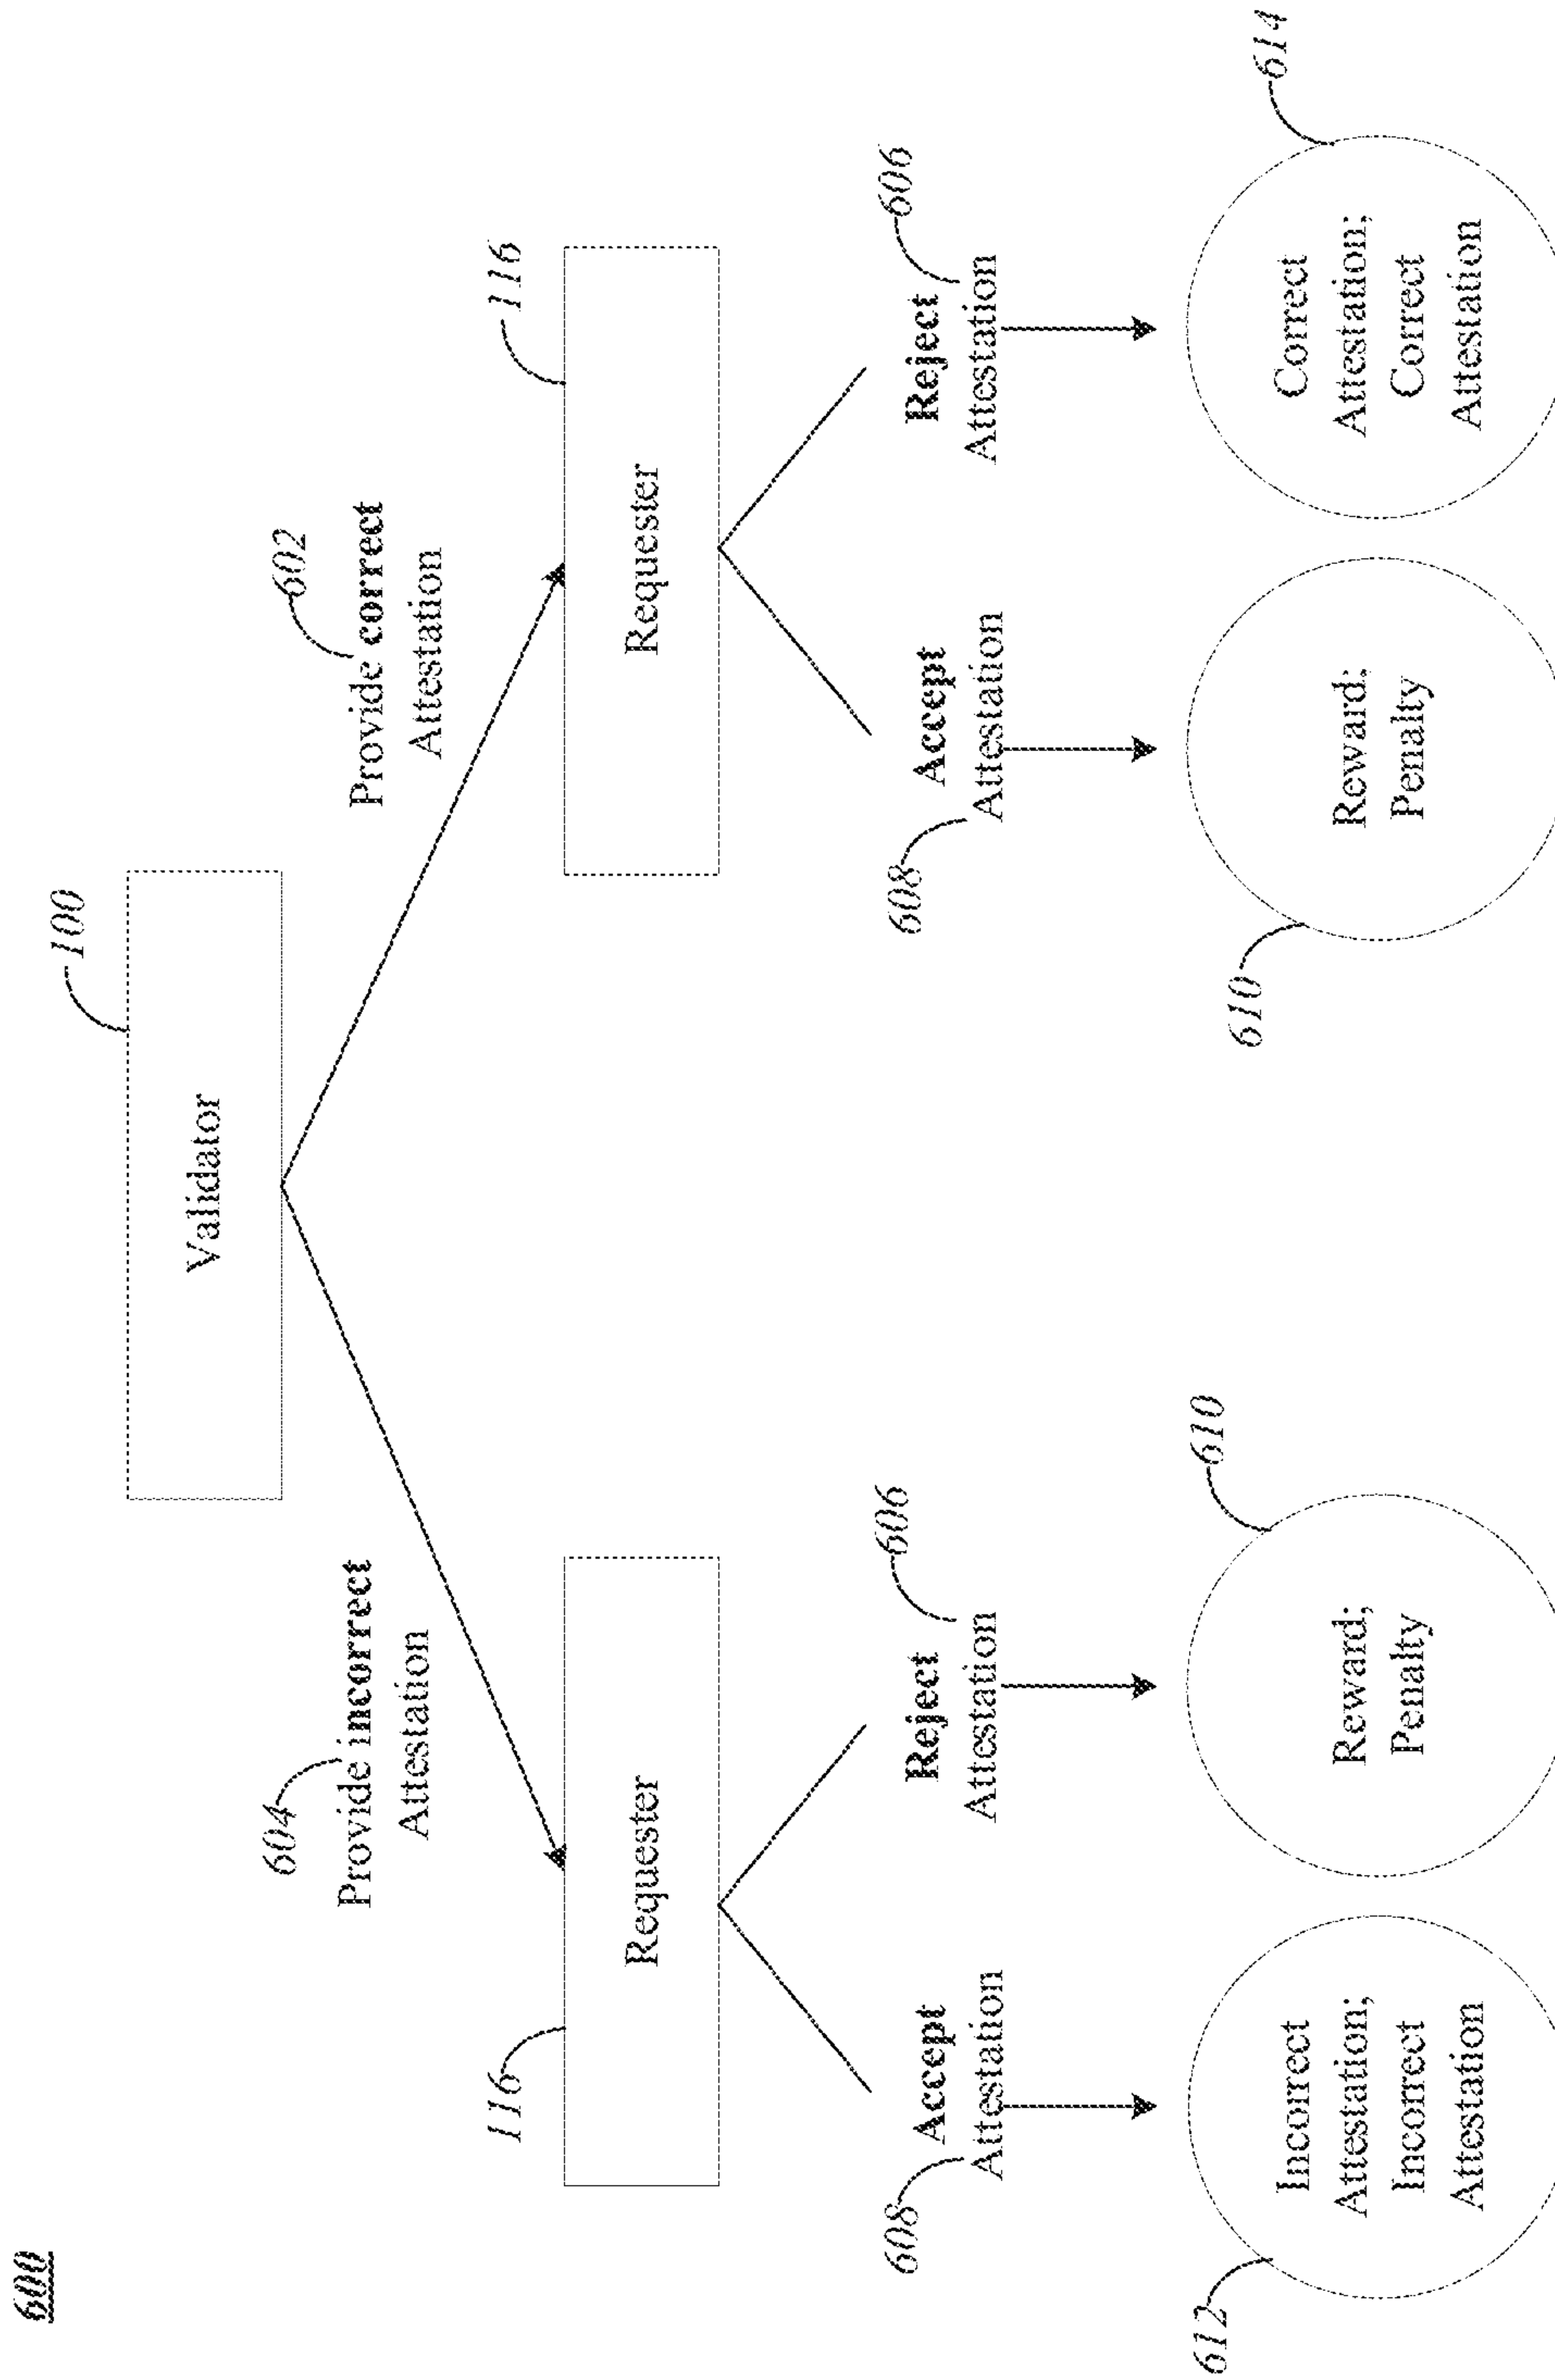 600
100
Validator
604
Provide incorrect
Attestation
602
Provide correct
Attestation
116
Requester
116
Requester
608
Accept
Attestation
606
Reject
Attestation
608
Accept
Attestation
606
Reject
Attestation
612
Incorrect
Attestation;
Incorrect
Attestation
610
Reward;
Penalty
610
Reward;
Penalty
614
Correct
Attestation;
Correct
Attestation